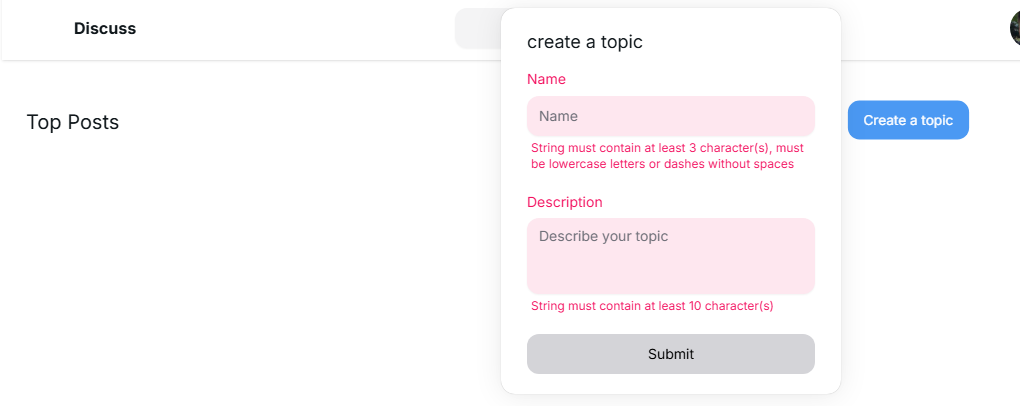 Discuss
Top Posts
Create a topic
create a topic
Name
Name
String must contain at least 3 character(s), must
be lowercase letters or dashes without spaces
Description
Describe your topic
String must contain at least 10 character(s)
Submit